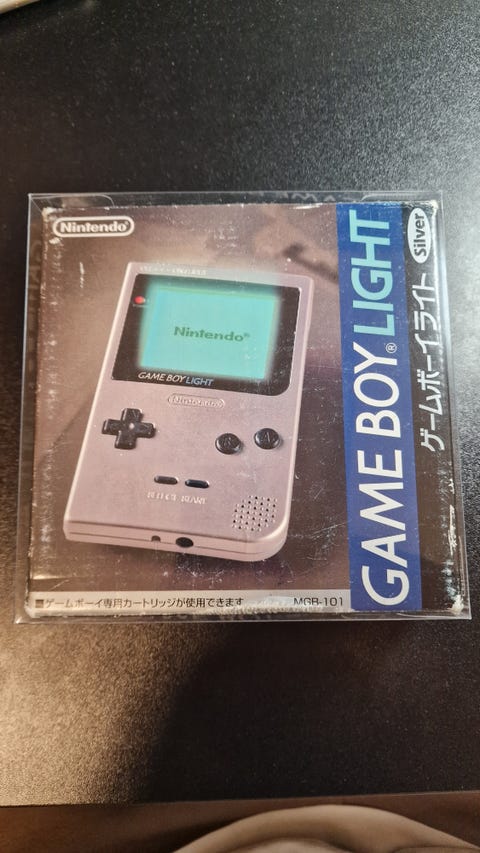 Nintendo
Nintendo®
GAME BOY LIGHT
Nintendo
B
A
■ゲームボーイ専用カートリッジが使用できます
MGB-101
GAME BOY® LIGHT
ゲームボーイライト
Silver